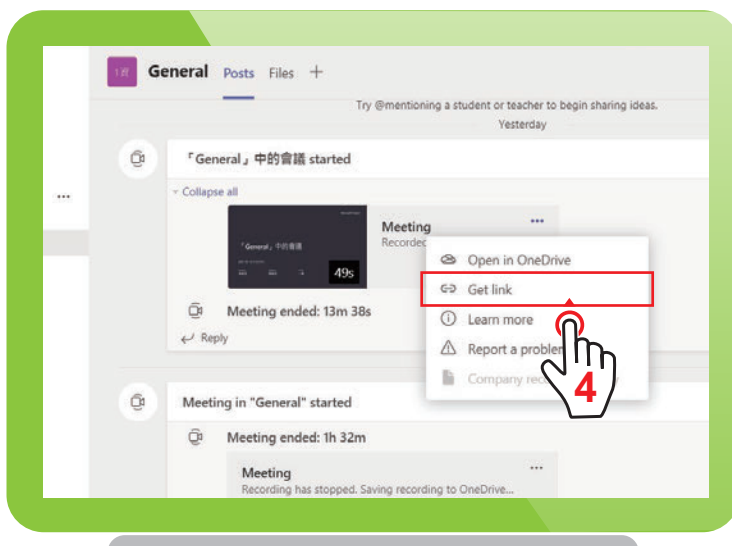 1資 General Posts Files +
Try @mentioning a student or teacher to begin sharing ideas.
Yesterday
「General」中的會議 started
Collapse all
「General」中的會議
49s
Meeting
Recorded
Open in OneDrive
Get link
Learn more
Report a problem
Company
4
Meeting ended: 13m 38s
Reply
Meeting in "General" started
Meeting ended: 1h 32m
Meeting
Recording has stopped. Saving recording to OneDrive...